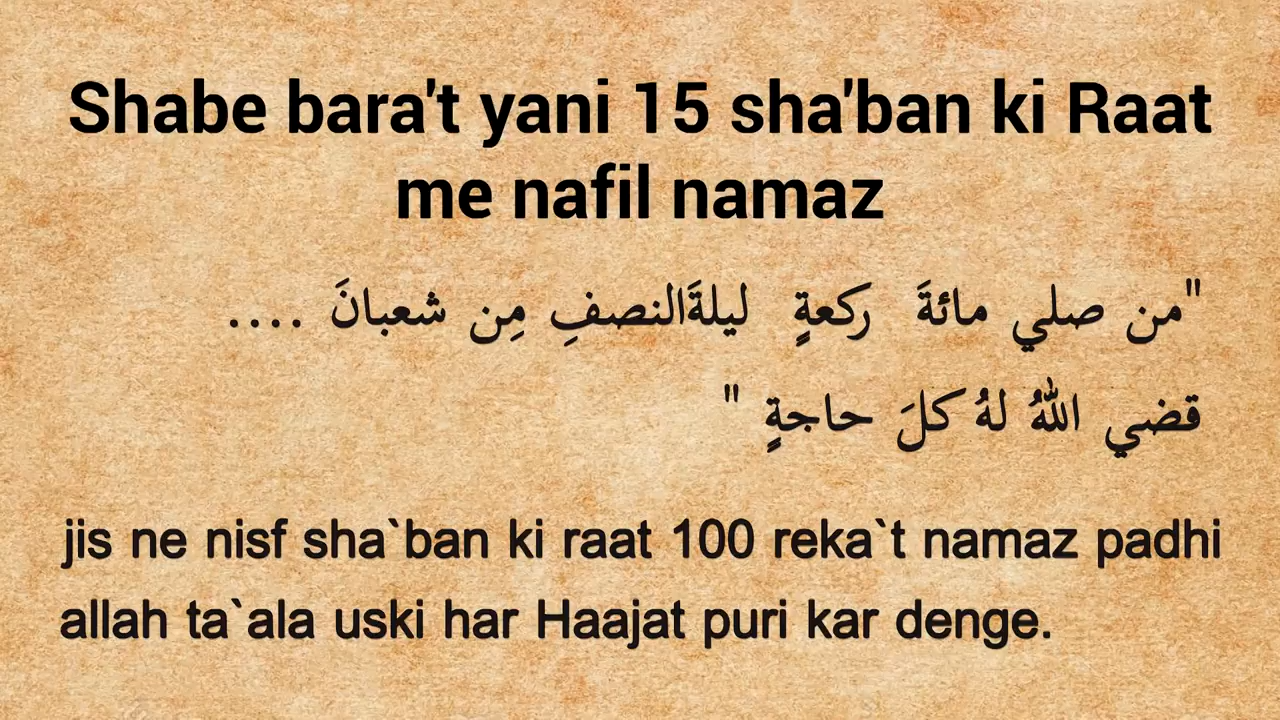 Shabe bara't yani 15 sha'ban ki Raat
me nafil namaz
"من صلي مائةَ ركعةٍ ليلةَالنصفِ مِن شعبانَ ....
قضي اللهُ لهُ كلَ حاجةٍ "
jis ne nisf sha`ban ki raat 100 reka`t namaz padhi
allah ta`ala uski har Haajat puri kar denge.